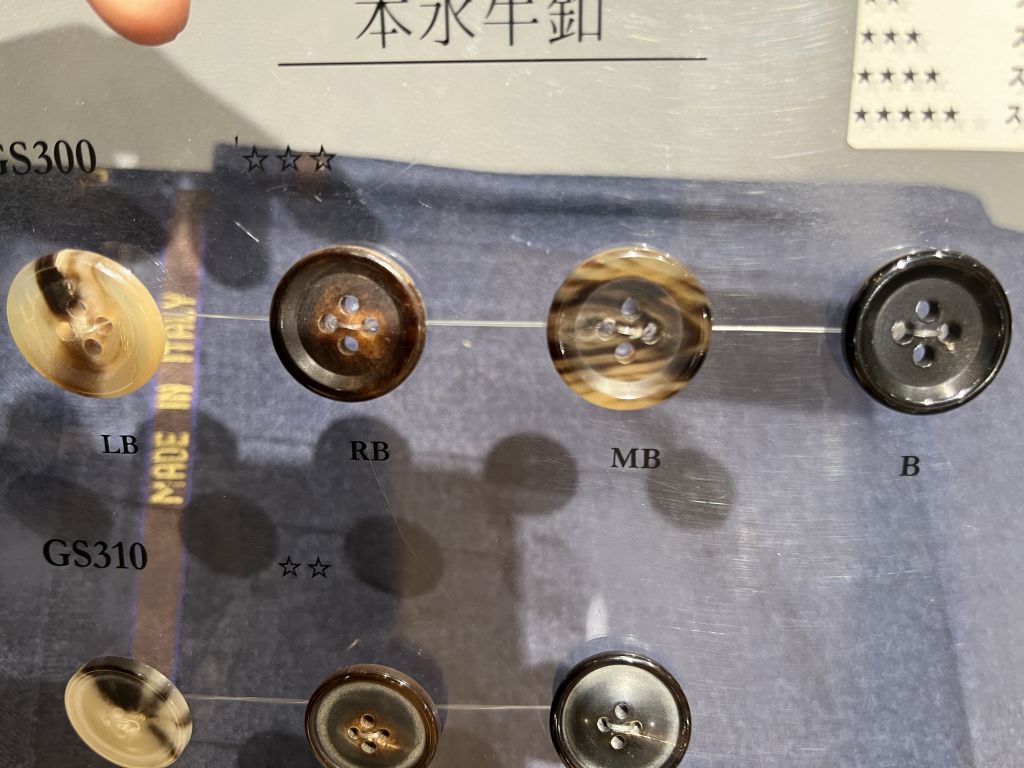 本水牛釦
★★★
★★★★
★★★★★
GS300 ☆☆☆
LB RB MB B
MADE IN ITALY
GS310 ☆☆